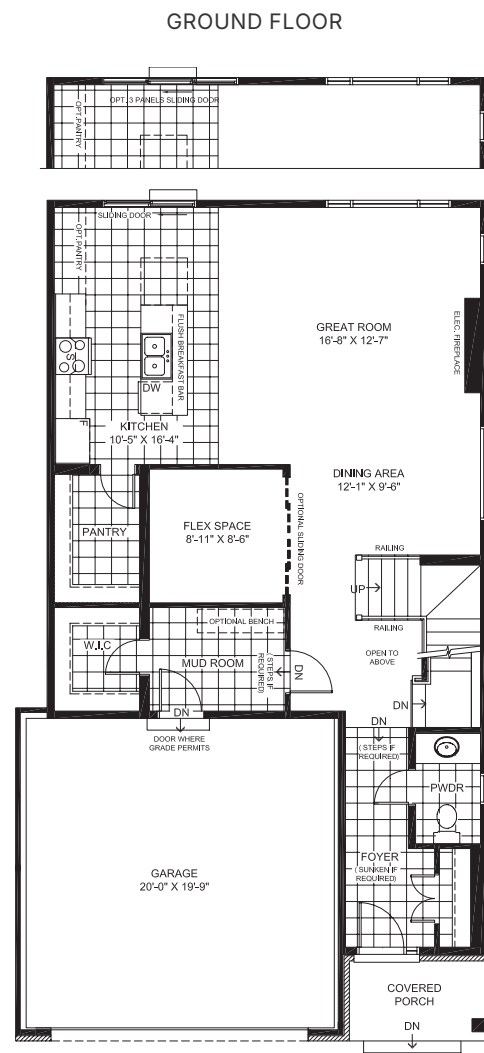 GROUND FLOOR
OPT. 3 PANELS SLIDING DOOR
OPT.PANTRY
SLIDING DOOR
OPT.PANTRY
GREAT ROOM
16'-8" X 12'-7"
ELEC. FIREPLACE
FLUSH BREAKFAST BAR
S
DW
F
KITCHEN
10'-5" X 16'-4"
DINING AREA
12'-1" X 9'-6"
PANTRY
FLEX SPACE
8'-11" X 8'-6"
OPTIONAL SLIDING DOOR
RAILING
UP
RAILING
OPTIONAL BENCH
W.I.C
MUD ROOM
(STEPS IF
REQUIRED)
DN
OPEN TO
ABOVE
DN
DN
DN
DOOR WHERE
GRADE PERMITS
(STEPS IF
REQUIRED)
PWDR
FOYER
(SUNKEN IF
REQUIRED)
GARAGE
20'-0" X 19'-9"
COVERED
PORCH
DN